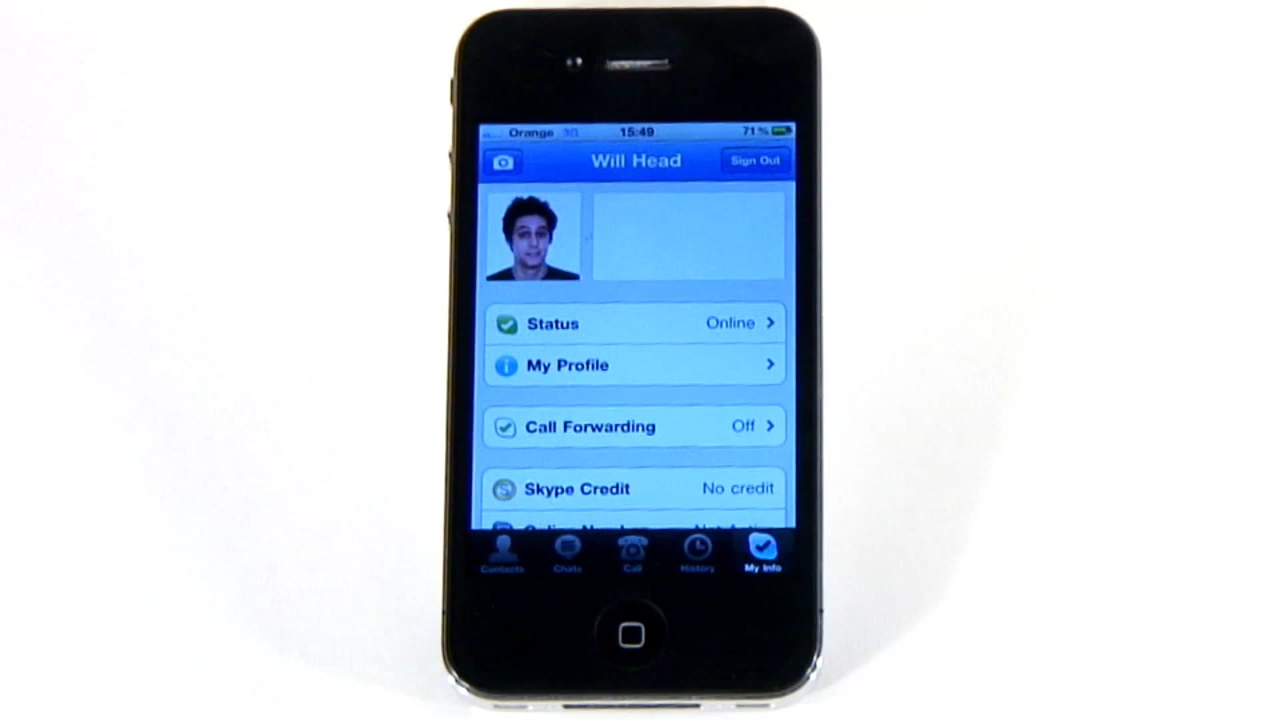 Orange 3G 15:49 71%
Will Head Sign Out
Status Online
My Profile
Call Forwarding Off
Skype Credit No credit
Contacts Chats Call History My Info